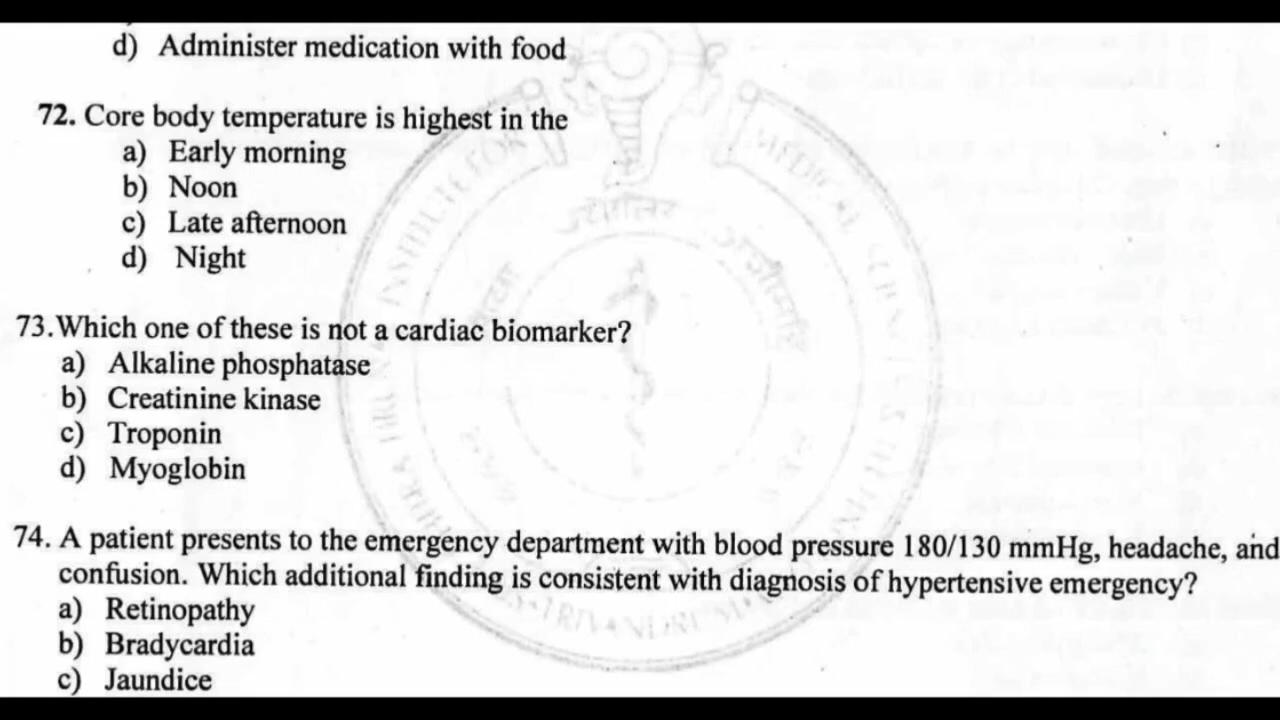 d) Administer medication with food
72. Core body temperature is highest in the
a) Early morning
b) Noon
c) Late afternoon
d) Night
73.Which one of these is not a cardiac biomarker?
a) Alkaline phosphatase
b) Creatinine kinase
c) Troponin
d) Myoglobin
74. A patient presents to the emergency department with blood pressure 180/130 mmHg, headache, and
confusion. Which additional finding is consistent with diagnosis of hypertensive emergency?
a) Retinopathy
b) Bradycardia
c) Jaundice